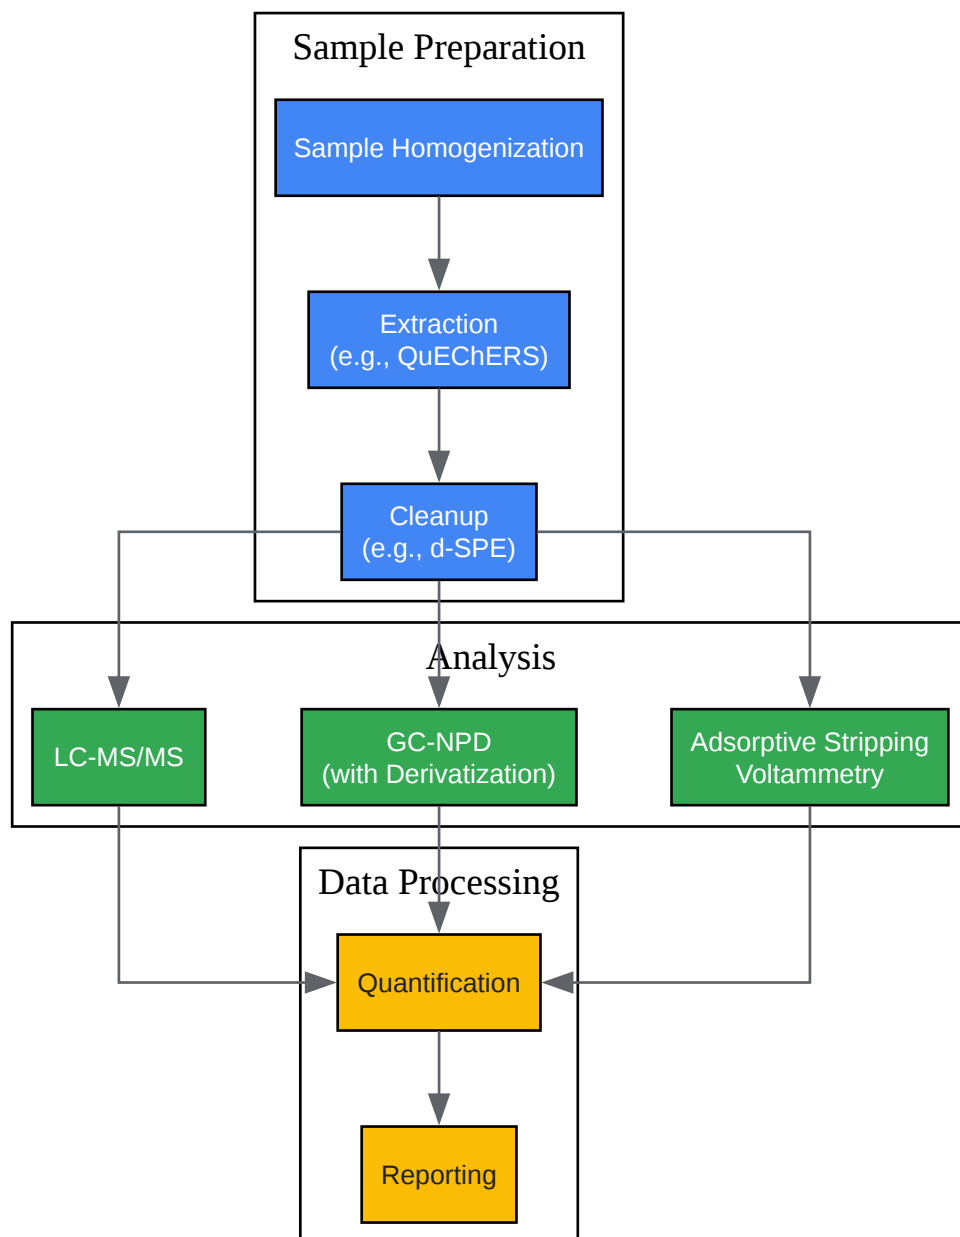 Sample Preparation
Sample Homogenization
Extraction
(e.g., QuEChERS)
Cleanup
(e.g., d-SPE)
Analysis
LC-MS/MS
GC-NPD
(with Derivatization)
Adsorptive Stripping
Voltammetry
Data Processing
Quantification
Reporting